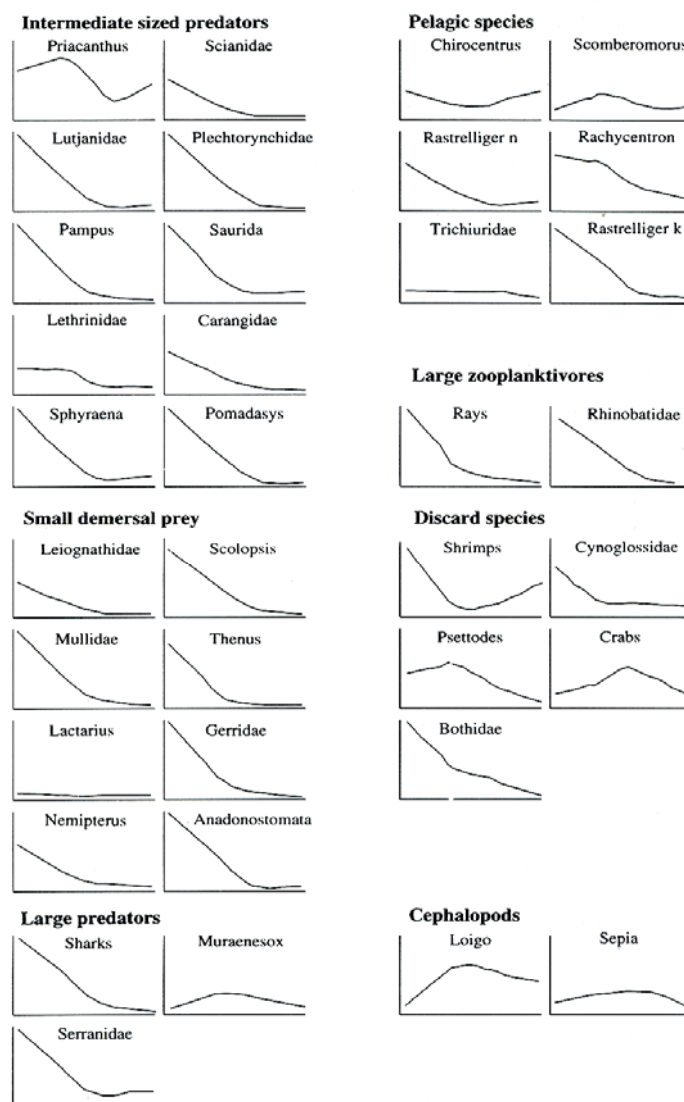 Intermediate sized predators
Priacanthus
Scianidae
Lutjanidae
Plechtorynchidae
Pampus
Saurida
Lethrinidae
Carangidae
Sphyraena
Pomadasys
Small demersal prey
Leiognathidae
Scolopsis
Mullidae
Thenus
Lactarius
Gerridae
Nemipterus
Anadonostomata
Large predators
Sharks
Muraenesox
Serranidae
Pelagic species
Chirocentrus
Scomberomorus
Rastrelliger n
Rachycentron
Trichiuridae
Rastrelliger k
Large zooplanktivores
Rays
Rhinobatidae
Discard species
Shrimps
Cynoglossidae
Psettodes
Crabs
Bothidae
Cephalopods
Loigo
Sepia